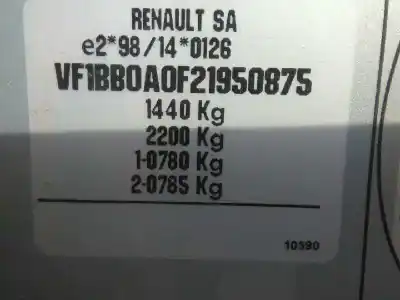 RENAULT SA
e2*98/14*0126
VF1BB0A0F21950875
1440 Kg
2200 Kg
1-0780 Kg
2-0785 Kg
10390